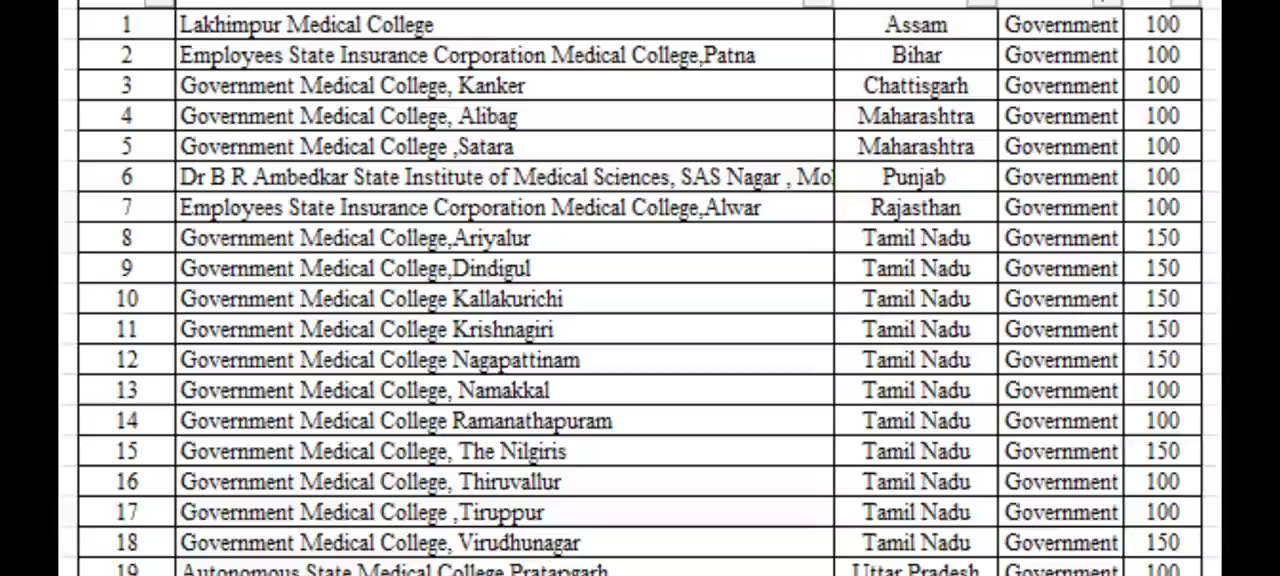 1 Lakhimpur Medical College Assam Government 100
2 Employees State Insurance Corporation Medical College,Patna Bihar Government 100
3 Government Medical College, Kanker Chattisgarh Government 100
4 Government Medical College, Alibag Maharashtra Government 100
5 Government Medical College ,Satara Maharashtra Government 100
6 Dr B R Ambedkar State Institute of Medical Sciences, SAS Nagar , Punjab Government 100
7 Employees State Insurance Corporation Medical College,Alwar Rajasthan Government 100
8 Government Medical College,Ariyalur Tamil Nadu Government 150
9 Government Medical College,Dindigul Tamil Nadu Government 150
10 Government Medical College Kallakurichi Tamil Nadu Government 150
11 Government Medical College Krishnagiri Tamil Nadu Government 150
12 Government Medical College Nagapattinam Tamil Nadu Government 150
13 Government Medical College, Namakkal Tamil Nadu Government 100
14 Government Medical College Ramanathapuram Tamil Nadu Government 100
15 Government Medical College, The Nilgiris Tamil Nadu Government 150
16 Government Medical College, Thiruvallur Tamil Nadu Government 100
17 Government Medical College ,Tiruppur Tamil Nadu Government 100
18 Government Medical College, Virudhunagar Tamil Nadu Government 150
19 Autonomous State Medical College Pratapgarh Uttar Pradesh Government 100